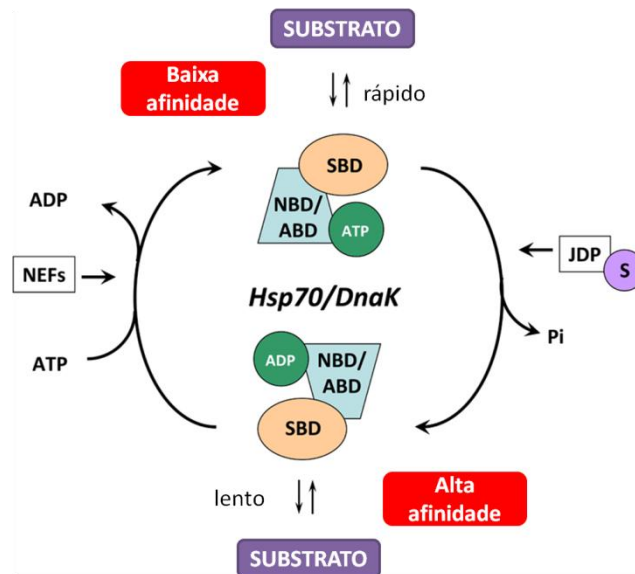 SUBSTRATO
Baixa
afinidade
rápido
SBD
NBD/
ABD
ATP
ADP
NEFs
ATP
Hsp70/DnaK
JDP
S
Pi
ADP
NBD/
ABD
SBD
lento
Alta
afinidade
SUBSTRATO